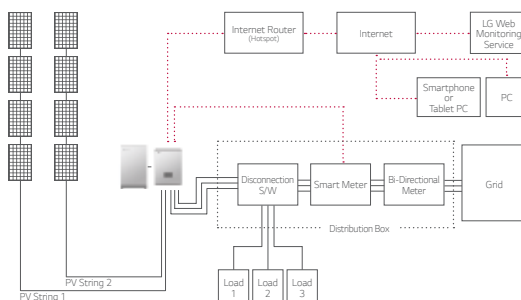 Internet Router
(Hotspot)
Internet
LG Web
Monitoring
Service
Smartphone
or
Tablet PC
PC
Disconnection
S/W
Smart Meter
Bi-Directional
Meter
Grid
Distribution Box
Load
1
Load
2
Load
3
PV String 2
PV String 1